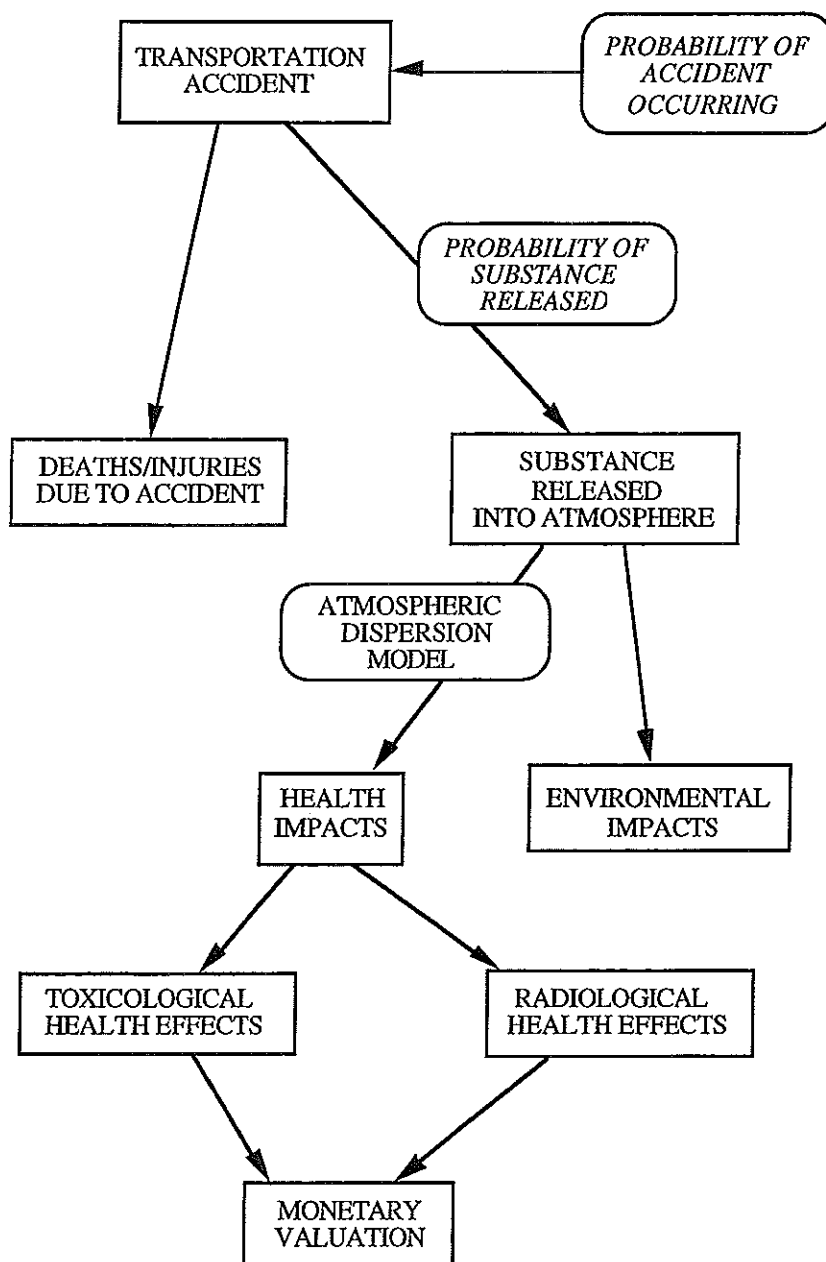 TRANSPORTATION
ACCIDENT
PROBABILITY OF
ACCIDENT
OCCURRING
PROBABILITY OF
SUBSTANCE
RELEASED
DEATHS/INJURIES
DUE TO ACCIDENT
SUBSTANCE
RELEASED
INTO ATMOSPHERE
ATMOSPHERIC
DISPERSION
MODEL
HEALTH
IMPACTS
ENVIRONMENTAL
IMPACTS
TOXICOLOGICAL
HEALTH EFFECTS
RADIOLOGICAL
HEALTH EFFECTS
MONETARY
VALUATION